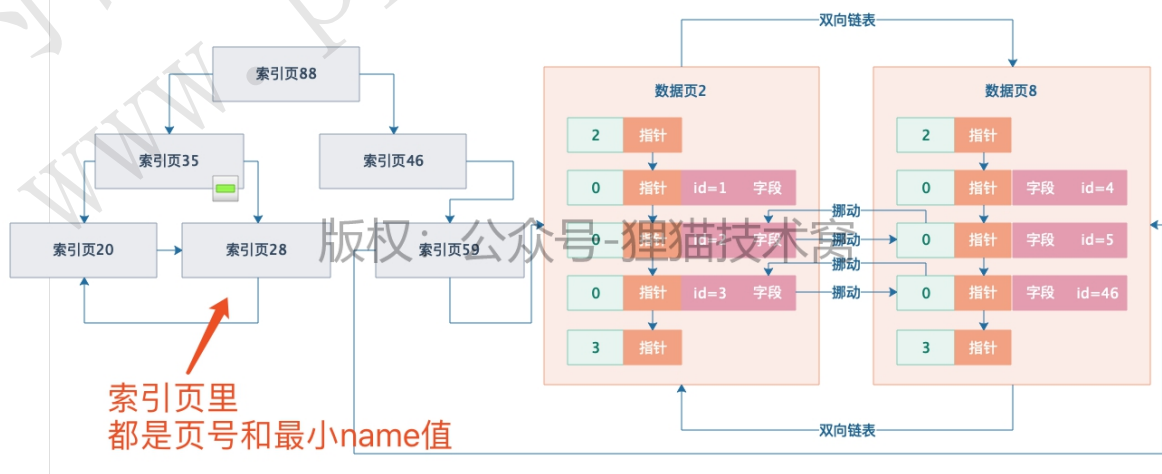 双向链表
索引页88
数据页2
数据页8
2 指针
2 指针
索引页35
索引页46
0 指针 id=1 字段
0 指针 字段 id=4
挪动
索引页20
索引页28
索引页59
0 指针 id=2 字段
挪动
0 指针 字段 id=5
挪动
0 指针 id=3 字段
挪动
0 指针 字段 id=46
3 指针
3 指针
版权：公众号-狸猫技术窝
索引页里
都是页号和最小name值
双向链表
www.